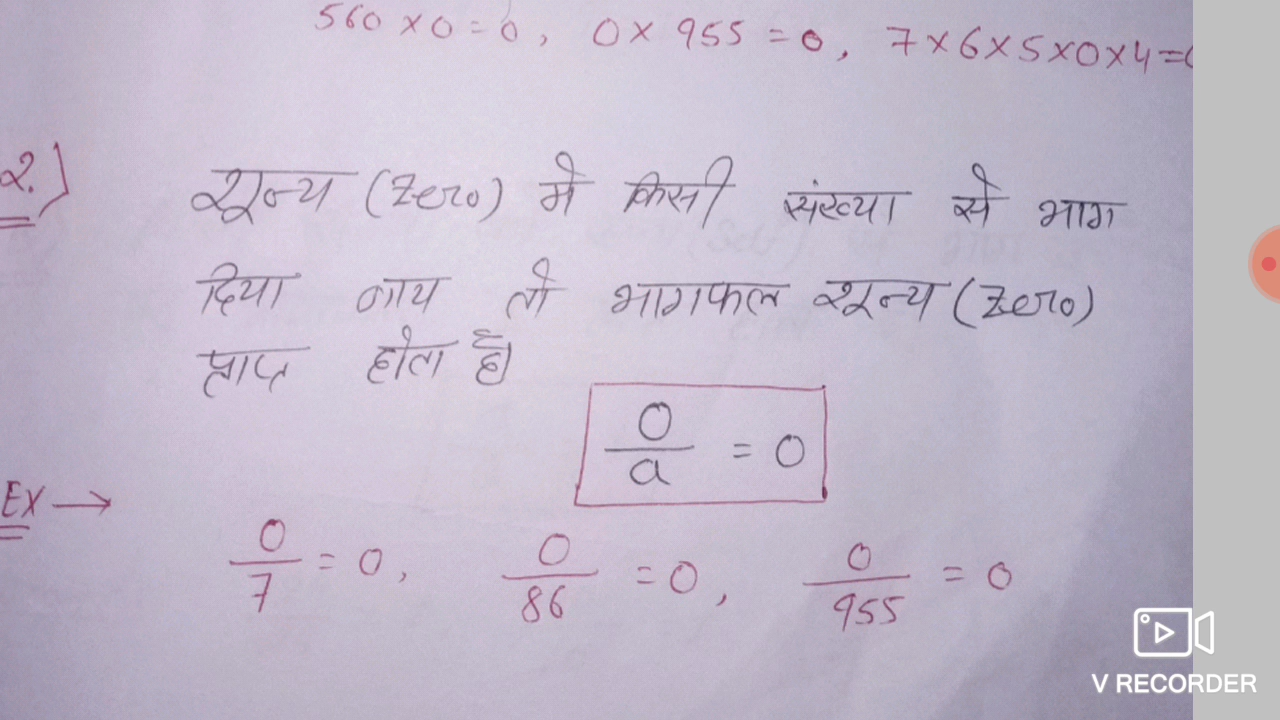 560 × 0 = 0, 0 × 955 = 0, 7 × 6 × 5 × 0 × 4 = 0
2.)
शून्य (Zero) में किसी संख्या से भाग
दिया जाय तो भागफल शून्य (Zero)
प्राप्त होता है।
0/a = 0
Ex →
0/7 = 0, 0/86 = 0, 0/955 = 0
V RECORDER